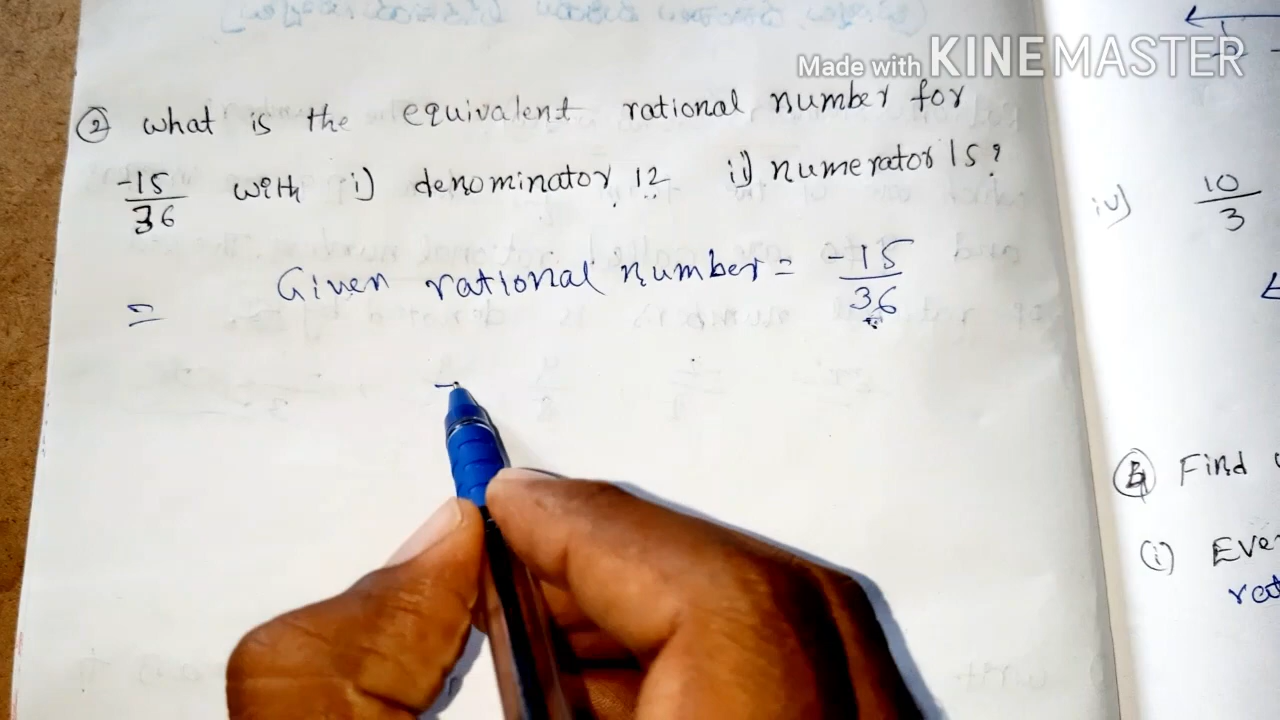 Made with KINEMASTER
② What is the equivalent rational number for
-15/36 with i) denominator 12 ii) numerator 15?
= Given rational number = -15/36
iv) 10/3
④ Find
(i) Eve
rat